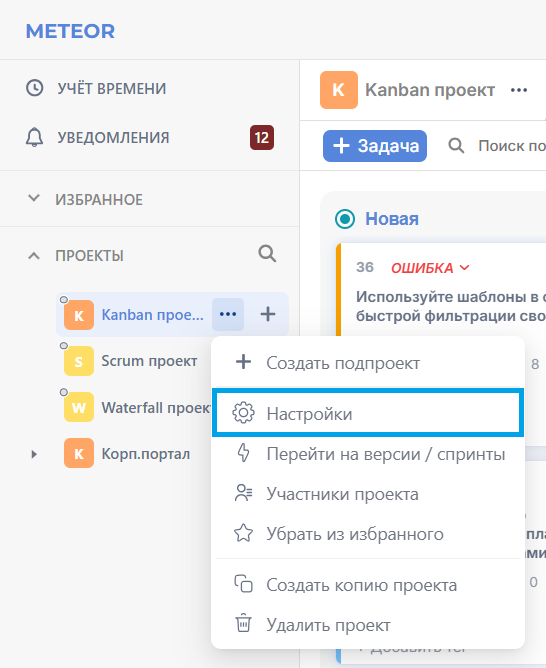 METEOR
УЧЁТ ВРЕМЕНИ
УВЕДОМЛЕНИЯ 12
ИЗБРАННОЕ
ПРОЕКТЫ
K Kanban прое...
S Scrum проект
W Waterfall проект
К Корп.портал
K Kanban проект
Задача
Поиск по
Новая
36 ОШИБКА
Используйте шаблоны в
быстрой фильтрации сво
8
Создать подпроект
Настройки
Перейти на версии / спринты
Участники проекта
Убрать из избранного
Создать копию проекта
Удалить проект
0